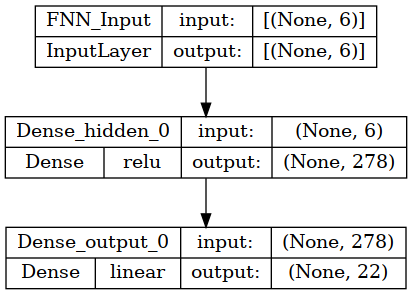 FNN_Input input: [(None, 6)]
InputLayer output: [(None, 6)]
Dense_hidden_0 input: (None, 6)
Dense relu output: (None, 278)
Dense_output_0 input: (None, 278)
Dense linear output: (None, 22)